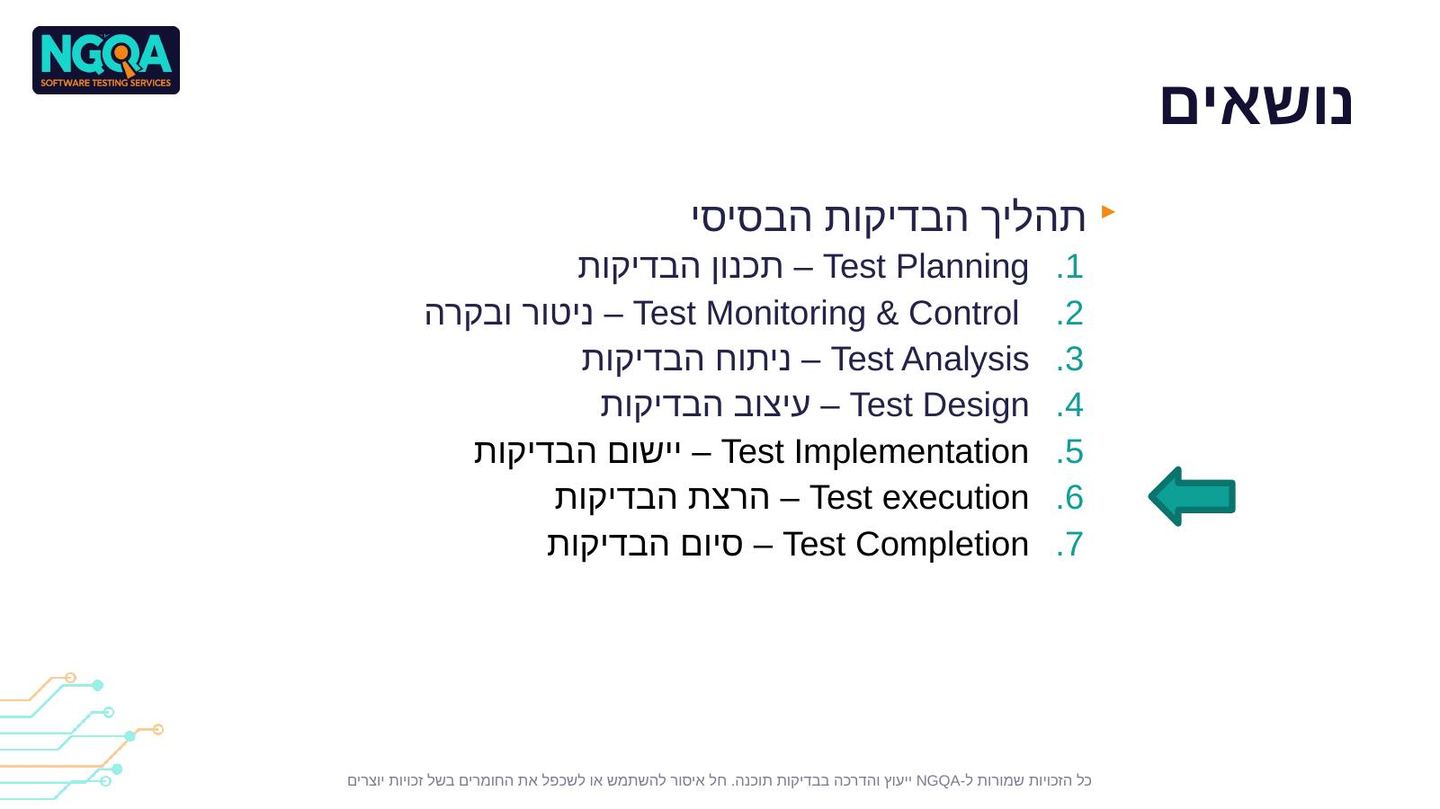 NGQA
SOFTWARE TESTING SERVICES
נושאים
תהליך הבדיקות הבסיסי
1. Test Planning – תכנון הבדיקות
2. Test Monitoring & Control – ניטור ובקרה
3. Test Analysis – ניתוח הבדיקות
4. Test Design – עיצוב הבדיקות
5. Test Implementation – יישום הבדיקות
6. Test execution – הרצת הבדיקות
7. Test Completion – סיום הבדיקות
כל הזכויות שמורות ל-NGQA ייעוץ והדרכה בבדיקות תוכנה. חל איסור להשתמש או לשכפל את החומרים בשל זכויות יוצרים